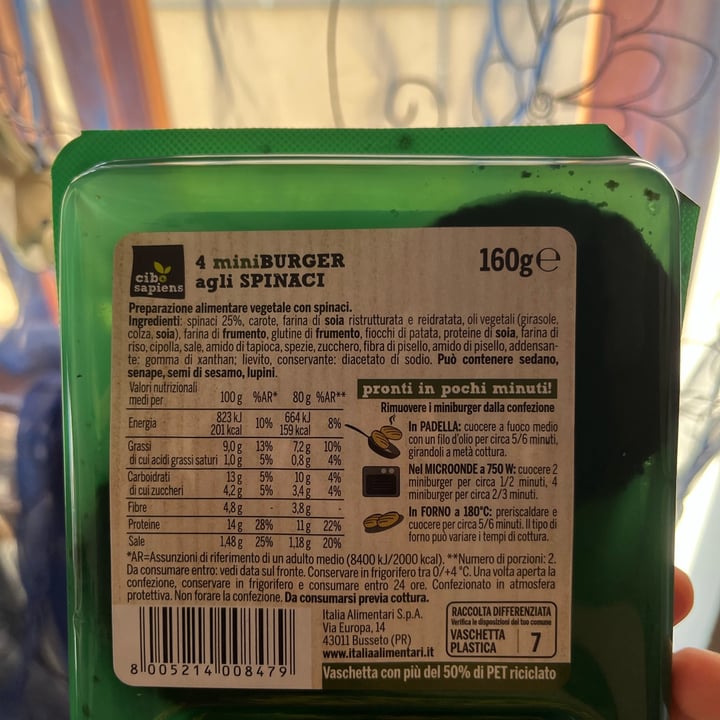 cibo
sapiens
4 miniBURGER
agli SPINACI
160g e
Preparazione alimentare vegetale con spinaci.
Ingredienti: spinaci 25%, carote, farina di soia ristrutturata e reidratata, oli vegetali (girasole,
colza, soia), farina di frumento, glutine di frumento, fiocchi di patata, proteine di soia, farina di
riso, cipolla, sale, amido di tapioca, spezie, zucchero, fibra di pisello, amido di pisello, addensan-
te: gomma di xanthan; lievito, conservante: diacetato di sodio. Può contenere sedano,
senape, semi di sesamo, lupini.
Valori nutrizionali
medi per 100 g %AR* 80 g %AR**
Energia 823 kJ 201 kcal 10% 664 kJ 159 kcal 8%
Grassi 9,0 g 13% 7,2 g 10%
di cui acidi grassi saturi 1,0 g 5% 0,8 g 4%
Carboidrati 13 g 5% 10 g 4%
di cui zuccheri 4,2 g 5% 3,4 g 4%
Fibre 4,8 g - 3,8 g -
Proteine 14 g 28% 11 g 22%
Sale 1,48 g 25% 1,18 g 20%
pronti in pochi minuti!
Rimuovere i miniburger dalla confezione
In PADELLA: cuocere a fuoco medio
con un filo d'olio per circa 5/6 minuti,
girandoli a metà cottura.
Nel MICROONDE a 750 W: cuocere 2
miniburger per circa 1/2 minuti, 4
miniburger per circa 2/3 minuti.
In FORNO a 180°C: preriscaldare e
cuocere per circa 5/6 minuti. Il tipo di
forno può variare i tempi di cottura.
*AR=Assunzioni di riferimento di un adulto medio (8400 kJ/2000 kcal). **Numero di porzioni: 2.
Da consumare entro: vedi data sul fronte. Conservare in frigorifero tra 0/+4 °C. Una volta aperta la
confezione, conservare in frigorifero e consumare entro 24 ore. Confezionato in atmosfera
protettiva. Non forare la confezione. Da consumarsi previa cottura.
8 005214 008479
Italia Alimentari S.p.A.
Via Europa, 14
43011 Busseto (PR)
www.italiaalimentari.it
RACCOLTA DIFFERENZIATA
Verifica le disposizioni del tuo comune
VASCHETTA
PLASTICA
7
Vaschetta con più del 50% di PET riciclato